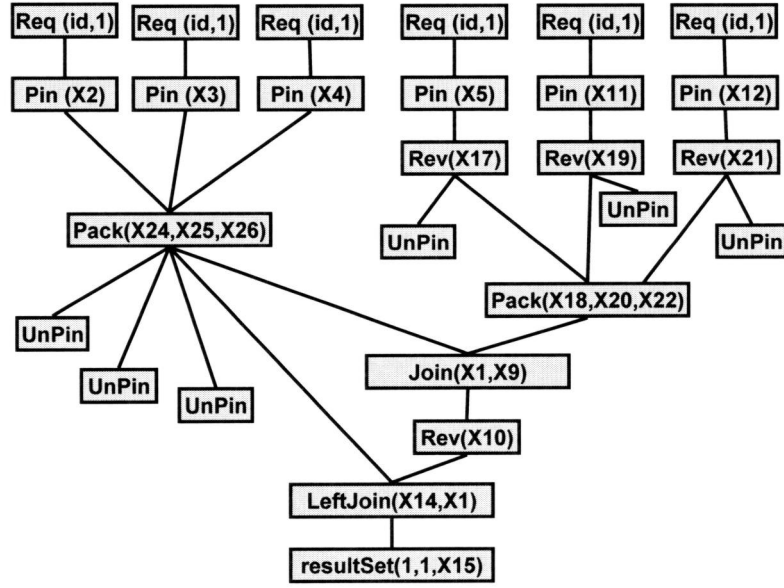 Req (id,1) Req (id,1) Req (id,1) Req (id,1) Req (id,1) Req (id,1)
Pin (X2) Pin (X3) Pin (X4) Pin (X5) Pin (X11) Pin (X12)
Rev(X17) Rev(X19) Rev(X21)
Pack(X24,X25,X26) UnPin UnPin UnPin
Pack(X18,X20,X22)
UnPin
UnPin
UnPin
Join(X1,X9)
Rev(X10)
LeftJoin(X14,X1)
resultSet(1,1,X15)